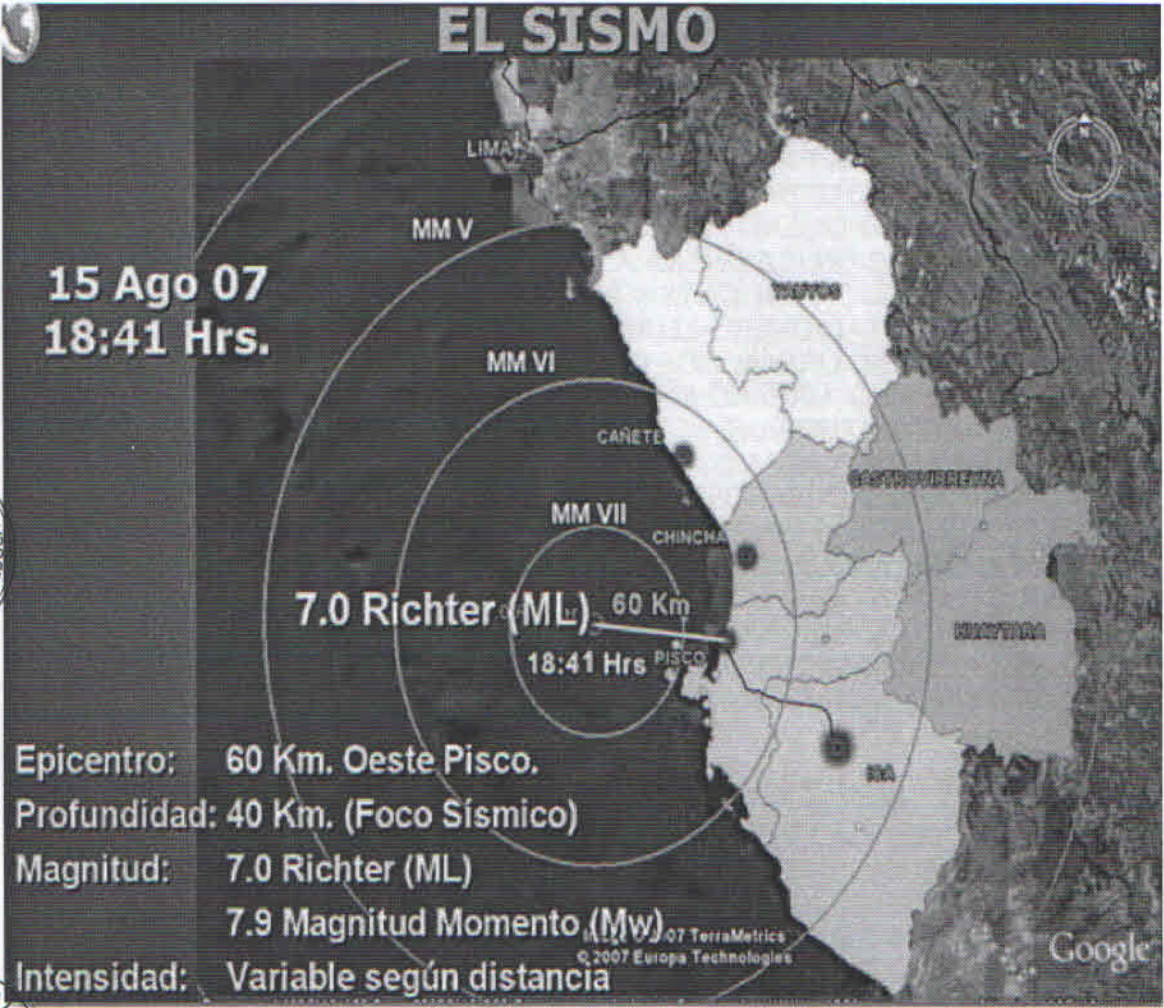 EL SISMO
LIMA
MM V
15 Ago 07
18:41 Hrs.
YAUYOS
MM VI
CAÑETE
CASTROVIRREYNA
MM VII
CHINCHA
7.0 Richter (ML)
60 Km
HUAYTARA
18:41 Hrs
PISCO
Epicentro: 60 Km. Oeste Pisco.
ICA
Profundidad: 40 Km. (Foco Sísmico)
Magnitud: 7.0 Richter (ML)
7.9 Magnitud Momento (Mw)
Image © 2007 TerraMetrics
© 2007 Europa Technologies
Google
Intensidad: Variable según distancia
N